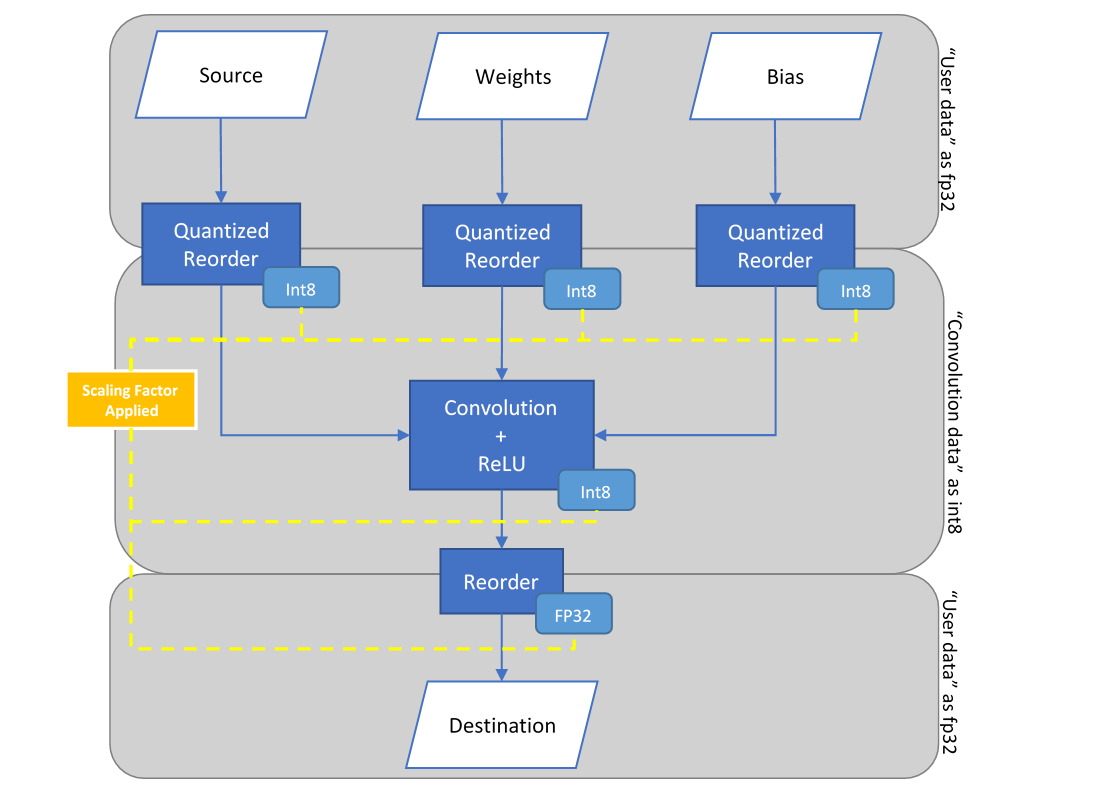 Source
Weights
Bias
“User data” as fp32
Quantized
Reorder
Quantized
Reorder
Quantized
Reorder
Int8
Int8
Int8
Scaling Factor
Applied
Convolution
+
ReLU
Int8
“Convolution data” as int8
Reorder
FP32
Destination
“User data” as fp32